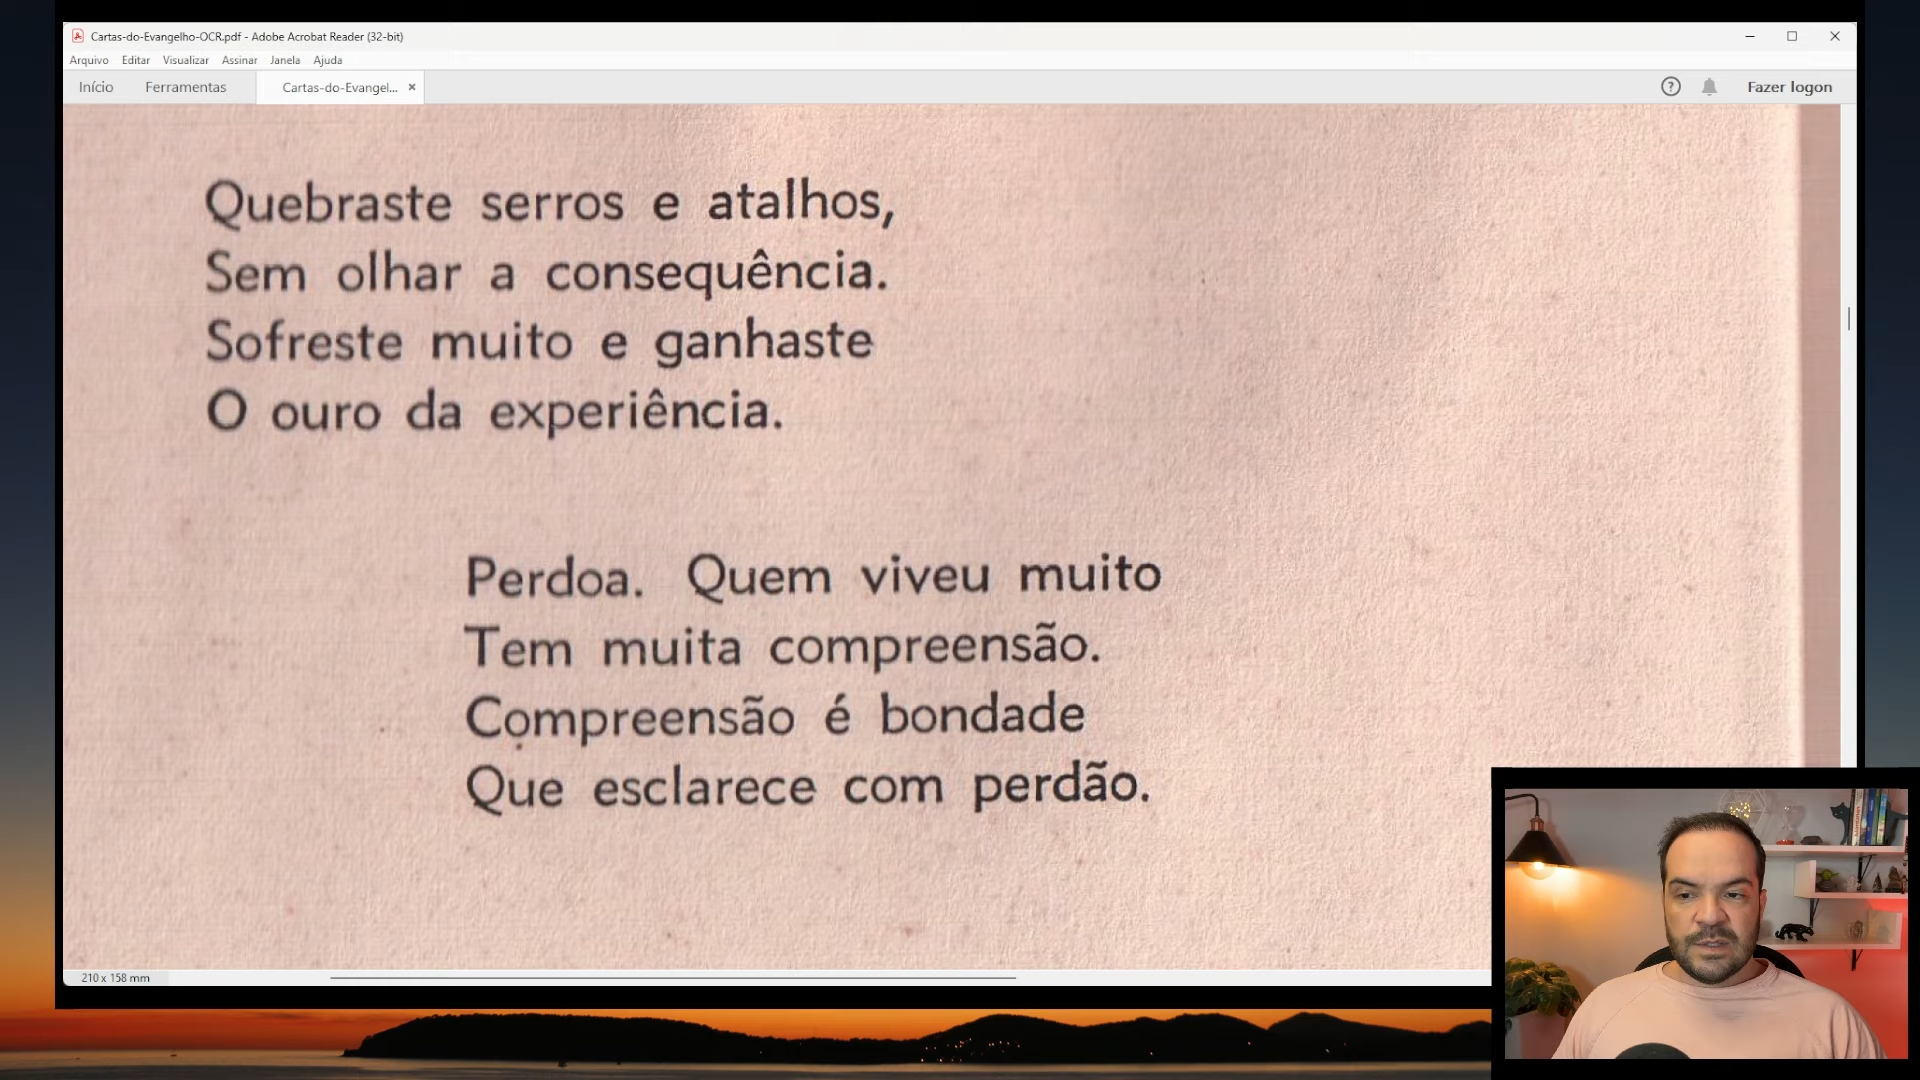 Cartas-do-Evangelho-OCR.pdf - Adobe Acrobat Reader (32-bit)
Arquivo Editar Visualizar Assinar Janela Ajuda
Início Ferramentas Cartas-do-Evangel... × Fazer logon
Quebraste serros e atalhos,
Sem olhar a consequência.
Sofreste muito e ganhaste
O ouro da experiência.
Perdoa. Quem viveu muito
Tem muita compreensão.
Compreensão é bondade
Que esclarece com perdão.
210 x 158 mm